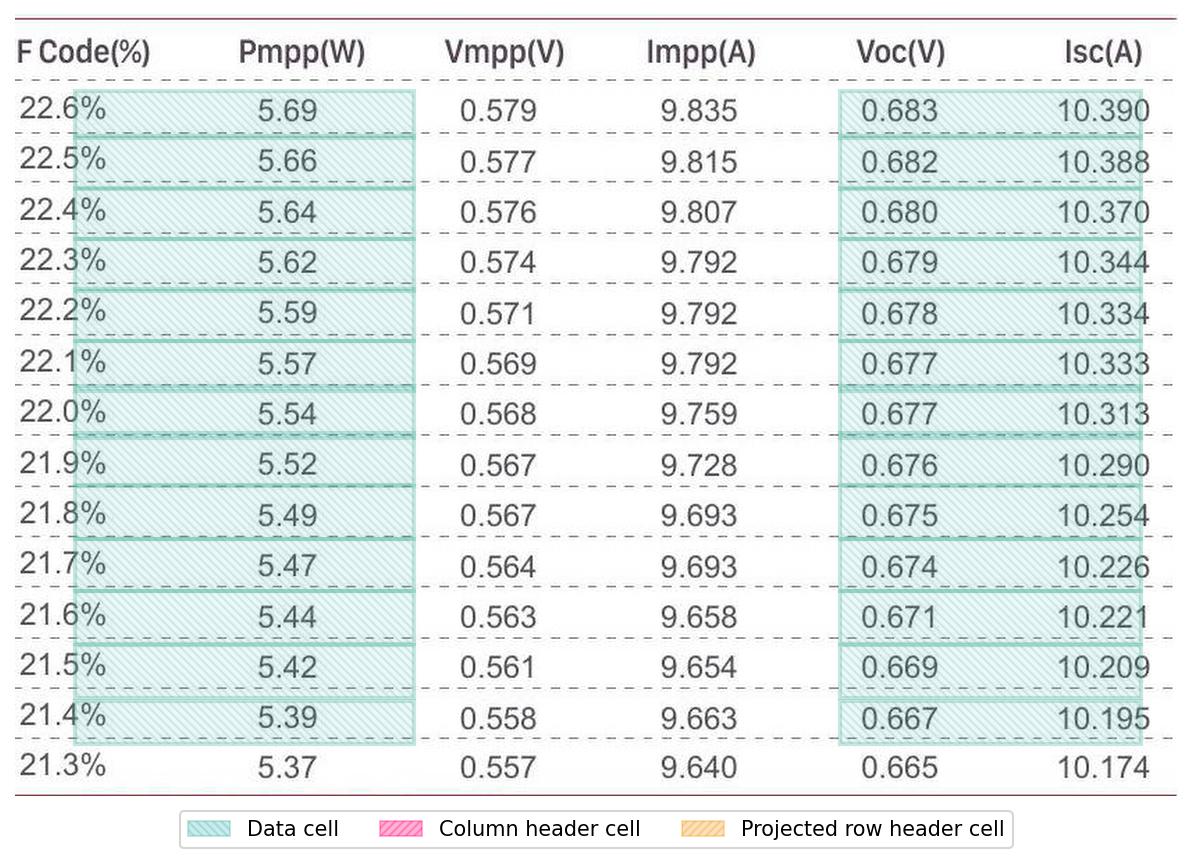 F Code(%) Pmpp(W) Vmpp(V) Impp(A) Voc(V) Isc(A)
22.6% 5.69 0.579 9.835 0.683 10.390
22.5% 5.66 0.577 9.815 0.682 10.388
22.4% 5.64 0.576 9.807 0.680 10.370
22.3% 5.62 0.574 9.792 0.679 10.344
22.2% 5.59 0.571 9.792 0.678 10.334
22.1% 5.57 0.569 9.792 0.677 10.333
22.0% 5.54 0.568 9.759 0.677 10.313
21.9% 5.52 0.567 9.728 0.676 10.290
21.8% 5.49 0.567 9.693 0.675 10.254
21.7% 5.47 0.564 9.693 0.674 10.226
21.6% 5.44 0.563 9.658 0.671 10.221
21.5% 5.42 0.561 9.654 0.669 10.209
21.4% 5.39 0.558 9.663 0.667 10.195
21.3% 5.37 0.557 9.640 0.665 10.174
Data cell Column header cell Projected row header cell